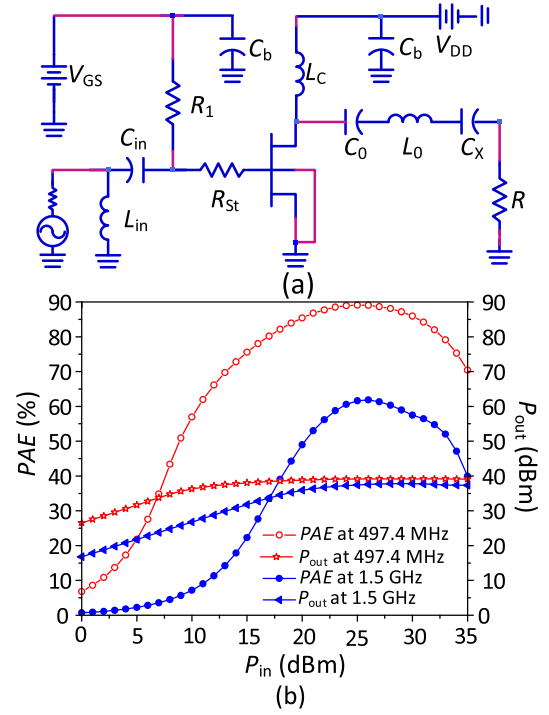 V_GS
C_b
R_1
C_in
L_in
R_St
L_C
C_b
V_DD
C_0
L_0
C_X
R
(a)
90 80 70 60 50 40 30 20 10 0
PAE (%)
PAE at 497.4 MHz
P_out at 497.4 MHz
PAE at 1.5 GHz
P_out at 1.5 GHz
90 80 70 60 50 40 30 20 10 0
P_out (dBm)
0 5 10 15 20 25 30 35
P_in (dBm)
(b)